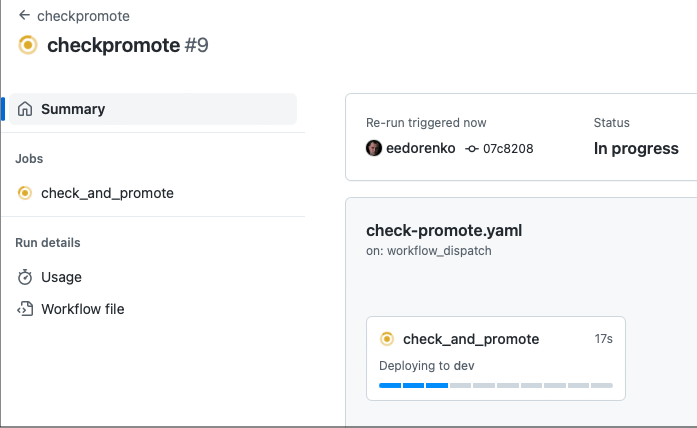 checkpromote
checkpromote #9
Summary
Jobs
check_and_promote
Run details
Usage
Workflow file
Re-run triggered now
eedorenko 07c8208
Status
In progress
check-promote.yaml
on: workflow_dispatch
check_and_promote 17s
Deploying to dev